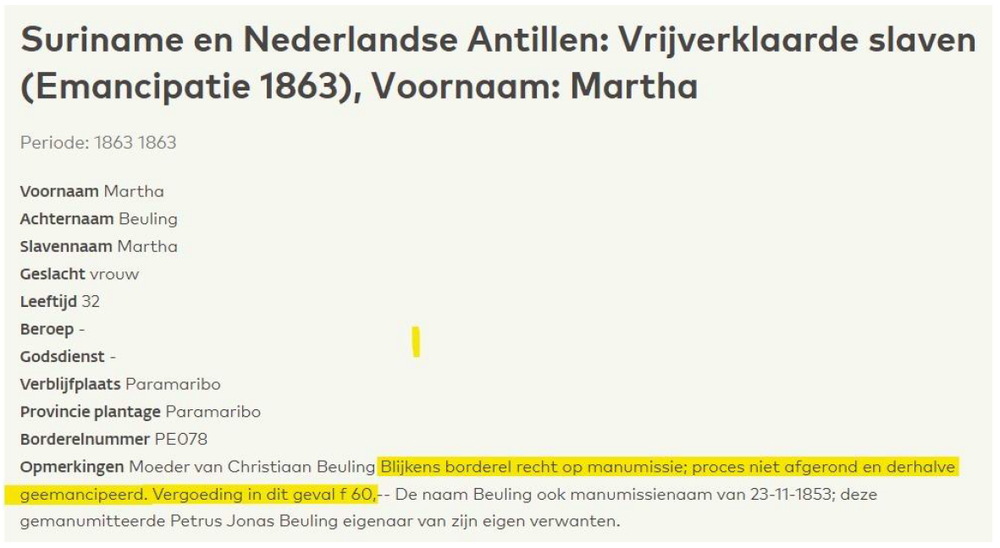 Suriname en Nederlandse Antillen: Vrijverklaarde slaven
(Emancipatie 1863), Voornaam: Martha
Periode: 1863 1863
Voornaam Martha
Achternaam Beuling
Slavennaam Martha
Geslacht vrouw
Leeftijd 32
Beroep -
Godsdienst -
Verblijfplaats Paramaribo
Provincie plantage Paramaribo
Borderelnummer PE078
Opmerkingen Moeder van Christiaan Beuling Blijkens borderel recht op manumissie; proces niet afgerond en derhalve
geemancipeerd. Vergoeding in dit geval f 60,-- De naam Beuling ook manumissienaam van 23-11-1853; deze
gemanumitteerde Petrus Jonas Beuling eigenaar van zijn eigen verwanten.